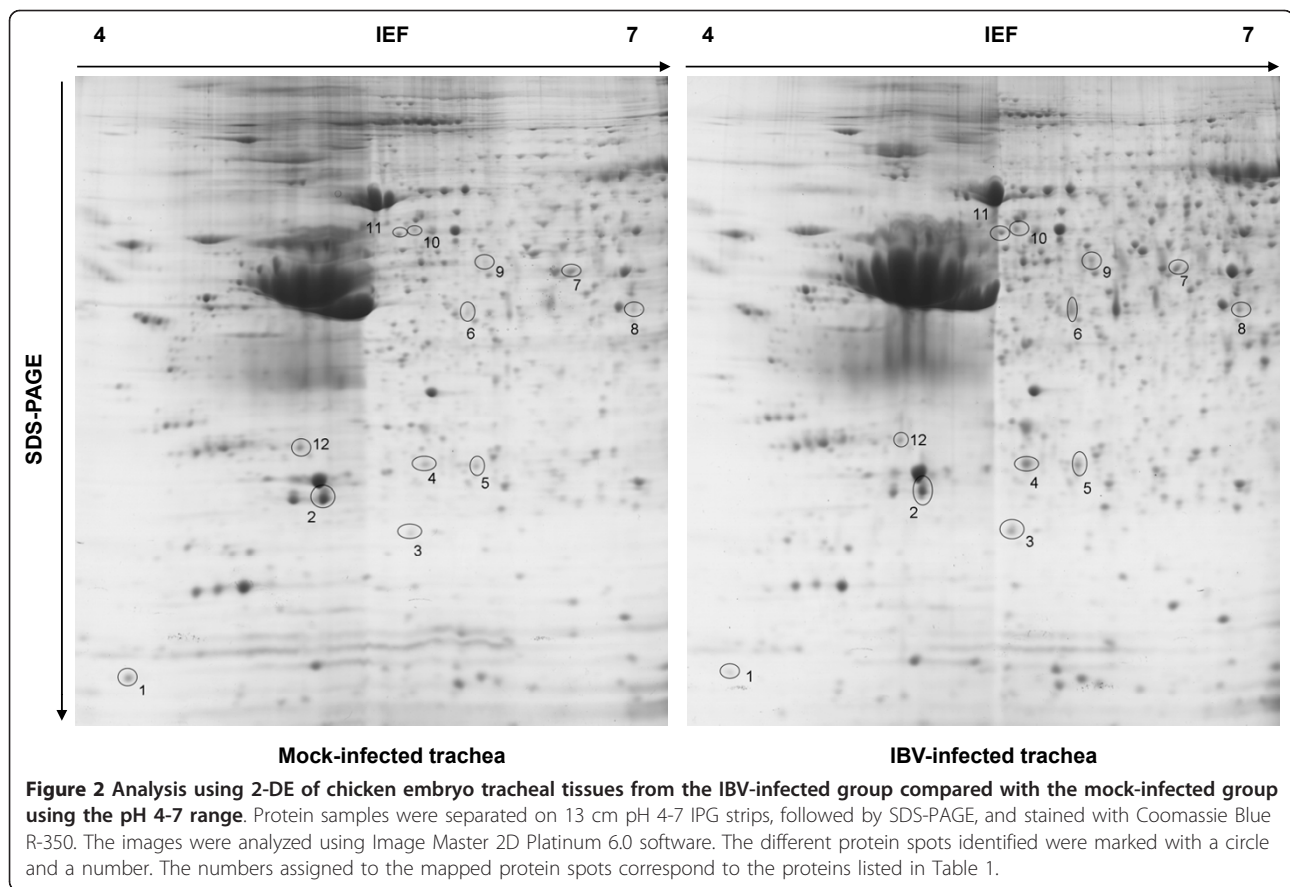 4 IEF 7 4 IEF 7
SDS-PAGE
11 10 9 7 6 8 12 4 5 2 3 1
11 10 9 7 6 8 12 4 5 2 3 1
Mock-infected trachea IBV-infected trachea
Figure 2 Analysis using 2-DE of chicken embryo tracheal tissues from the IBV-infected group compared with the mock-infected group
using the pH 4-7 range. Protein samples were separated on 13 cm pH 4-7 IPG strips, followed by SDS-PAGE, and stained with Coomassie Blue
R-350. The images were analyzed using Image Master 2D Platinum 6.0 software. The different protein spots identified were marked with a circle
and a number. The numbers assigned to the mapped protein spots correspond to the proteins listed in Table 1.